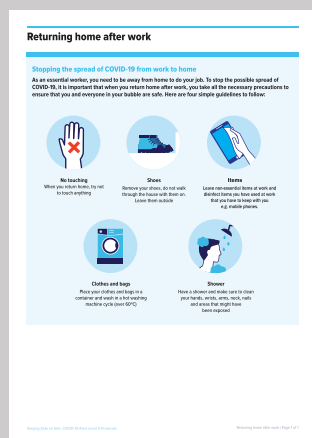 Returning home after work
Stopping the spread of COVID-19 from work to home
As an essential worker, you need to be away from home to do your job. To stop the possible spread of
COVID-19, it is important that when you return home after work, you take all the necessary precautions to
ensure that you and everyone in your bubble are safe. Here are four simple guidelines to follow:
No touching
When you return home, try not
to touch anything
Shoes
Remove your shoes, do not walk
through the house with them on.
Leave them outside
Items
Leave non-essential items at work and
disinfect items you have used at work
that you have to keep with you
e.g. mobile phones.
Clothes and bags
Place your clothes and bags in a
container and wash in a hot washing
machine cycle (over 60°C)
Shower
Have a shower and make sure to clean
your hands, wrists, arms, neck, nails
and areas that might have
been exposed
Returning home after work | Page 1 of 1